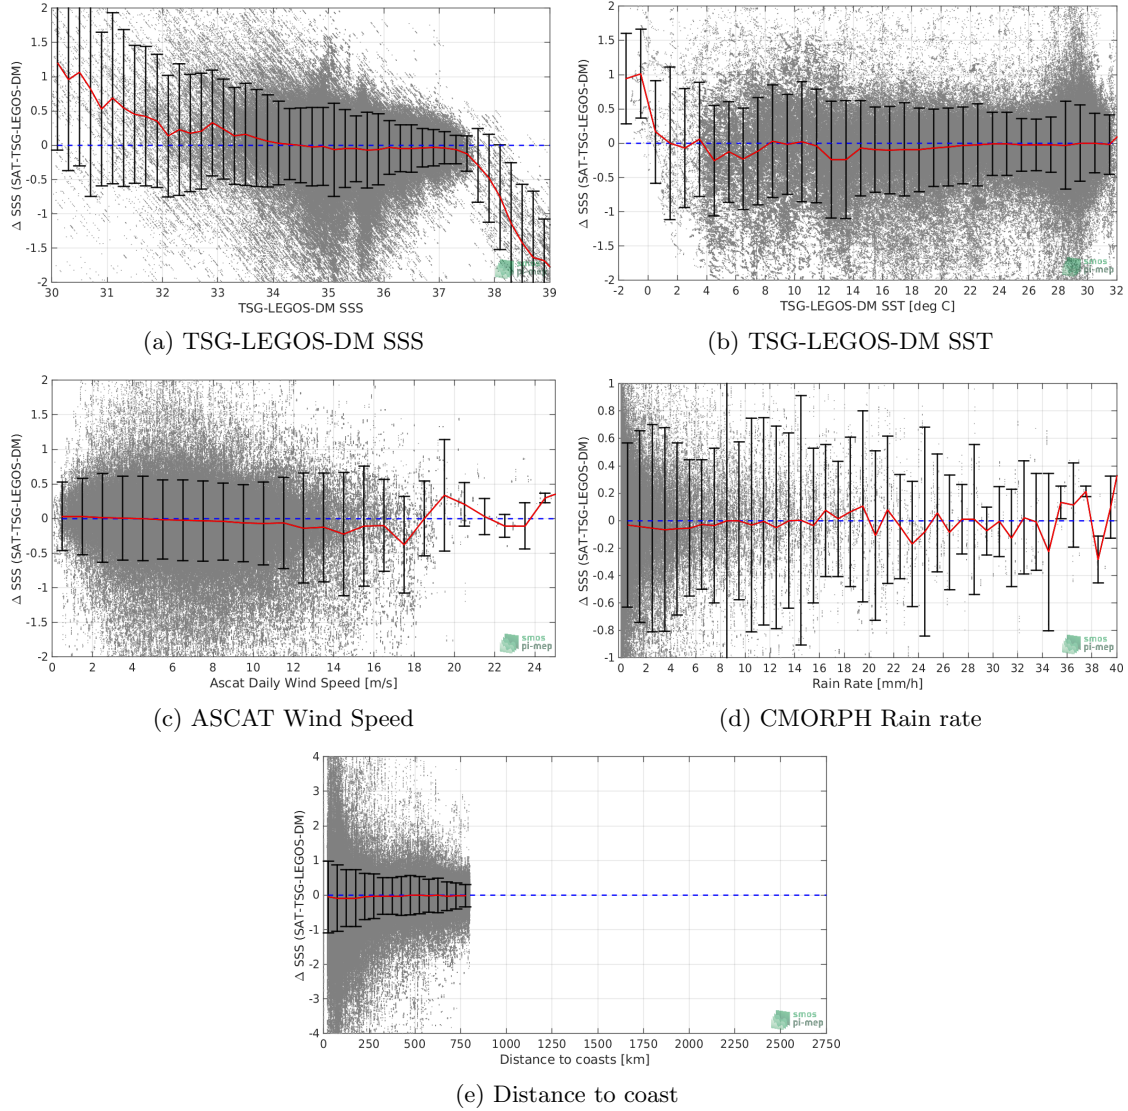 2
1.5
1
0.5
0
-0.5
-1
-1.5
-2
Δ SSS (SAT-TSG-LEGOS-DM)
30 31 32 33 34 35 36 37 38 39
TSG-LEGOS-DM SSS
smos
pi-mep
(a) TSG-LEGOS-DM SSS
2
1.5
1
0.5
0
-0.5
-1
-1.5
-2
Δ SSS (SAT-TSG-LEGOS-DM)
-2 0 2 4 6 8 10 12 14 16 18 20 22 24 26 28 30 32
TSG-LEGOS-DM SST [deg C]
smos
pi-mep
(b) TSG-LEGOS-DM SST
2
1.5
1
0.5
0
-0.5
-1
-1.5
-2
Δ SSS (SAT-TSG-LEGOS-DM)
0 2 4 6 8 10 12 14 16 18 20 22 24
Ascat Daily Wind Speed [m/s]
smos
pi-mep
(c) ASCAT Wind Speed
1
0.8
0.6
0.4
0.2
0
-0.2
-0.4
-0.6
-0.8
-1
Δ SSS (SAT-TSG-LEGOS-DM)
0 2 4 6 8 10 12 14 16 18 20 22 24 26 28 30 32 34 36 38 40
Rain Rate [mm/h]
smos
pi-mep
(d) CMORPH Rain rate
4
3
2
1
0
-1
-2
-3
-4
Δ SSS (SAT-TSG-LEGOS-DM)
0 250 500 750 1000 1250 1500 1750 2000 2250 2500 2750
Distance to coasts [km]
smos
pi-mep
(e) Distance to coast